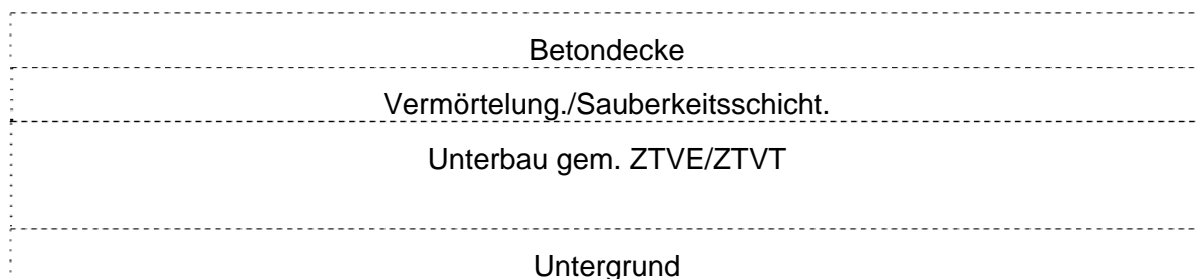 Betondecke
Vermörtelung./Sauberkeitsschicht.
Unterbau gem. ZTVE/ZTVT
Untergrund